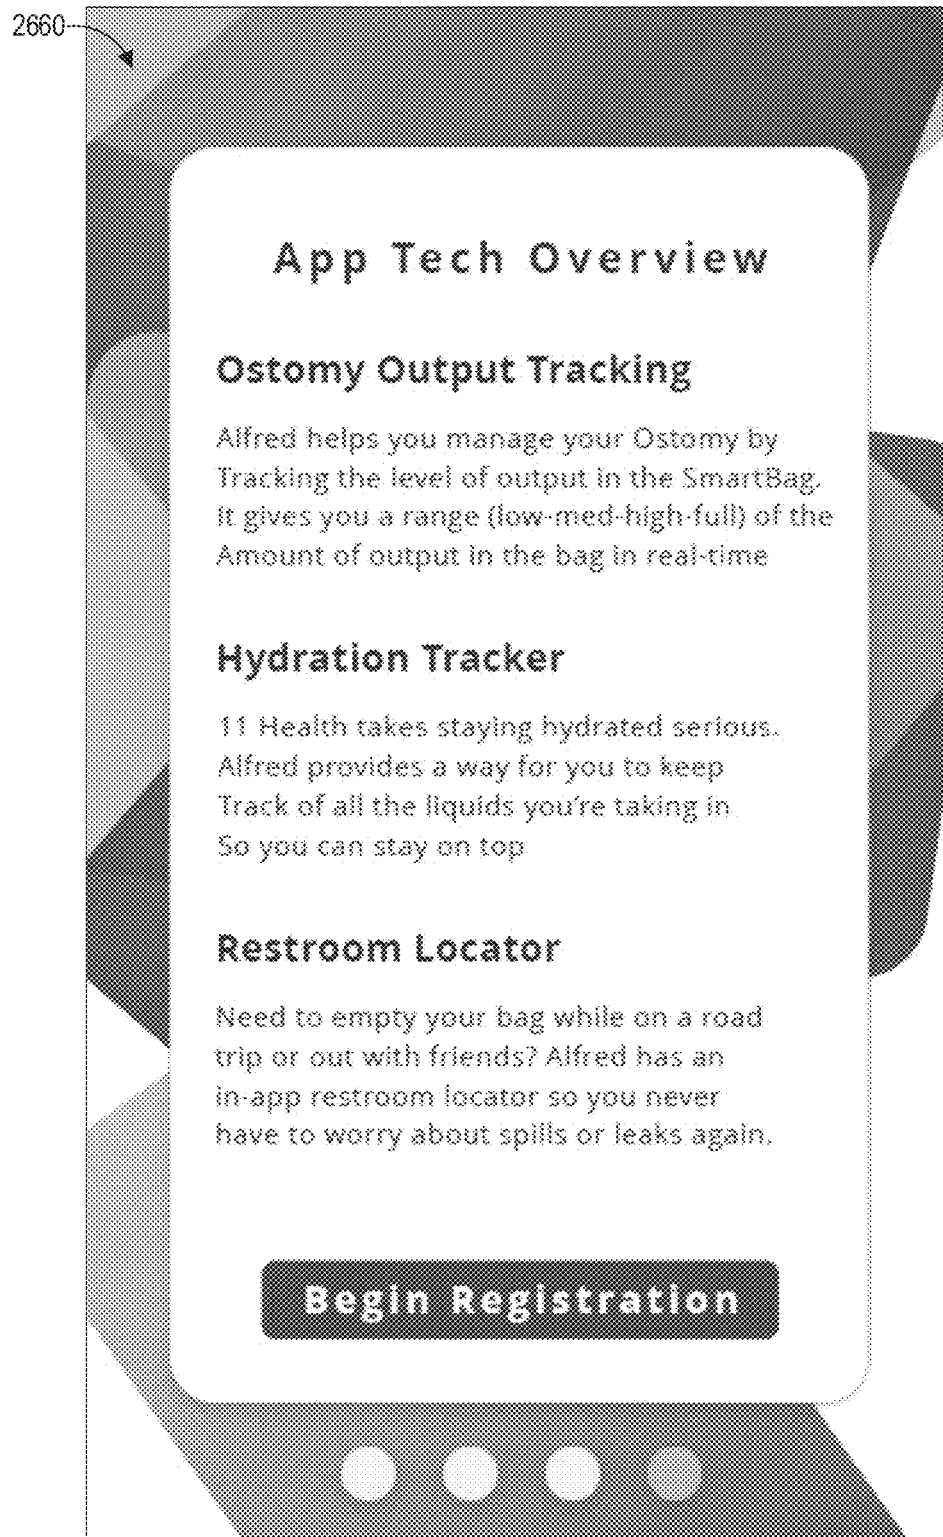 2660
App Tech Overview
Ostomy Output Tracking
Alfred helps you manage your Ostomy by
Tracking the level of output in the SmartBag.
It gives you a range (low-med-high-full) of the
Amount of output in the bag in real-time
Hydration Tracker
11 Health takes staying hydrated serious.
Alfred provides a way for you to keep
Track of all the liquids you're taking in
So you can stay on top
Restroom Locator
Need to empty your bag while on a road
trip or out with friends? Alfred has an
in-app restroom locator so you never
have to worry about spills or leaks again.
Begin Registration